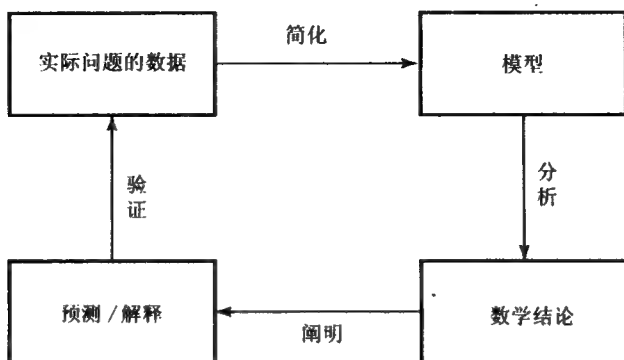 实际问题的数据
简化
模型
验证
分析
预测/解释
阐明
数学结论